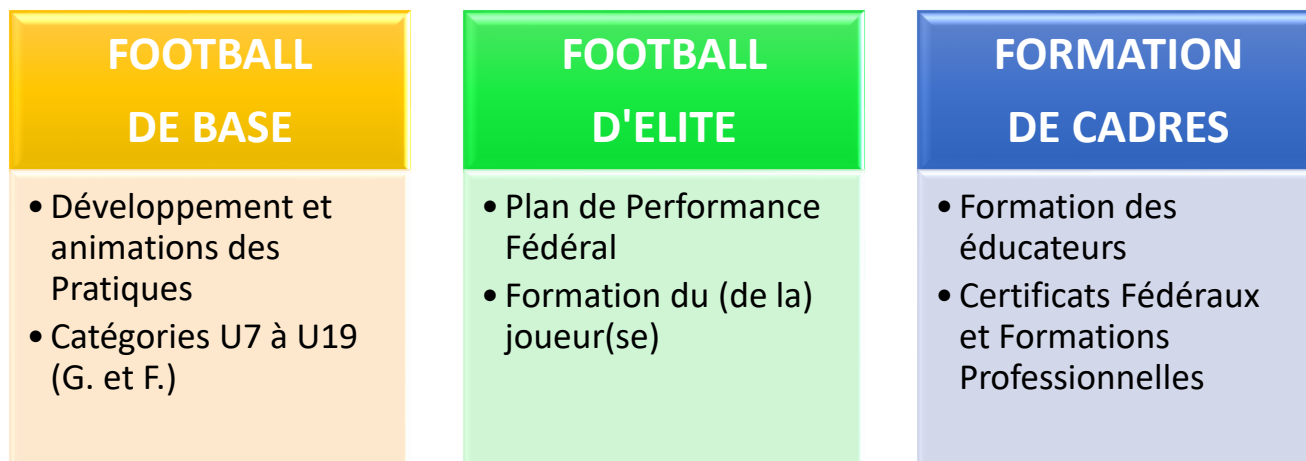 FOOTBALL
DE BASE
• Développement et
animations des
Pratiques
• Catégories U7 à U19
(G. et F.)
FOOTBALL
D'ELITE
• Plan de Performance
Fédéral
• Formation du (de la)
joueur(se)
FORMATION
DE CADRES
• Formation des
éducateurs
• Certificats Fédéraux
et Formations
Professionnelles